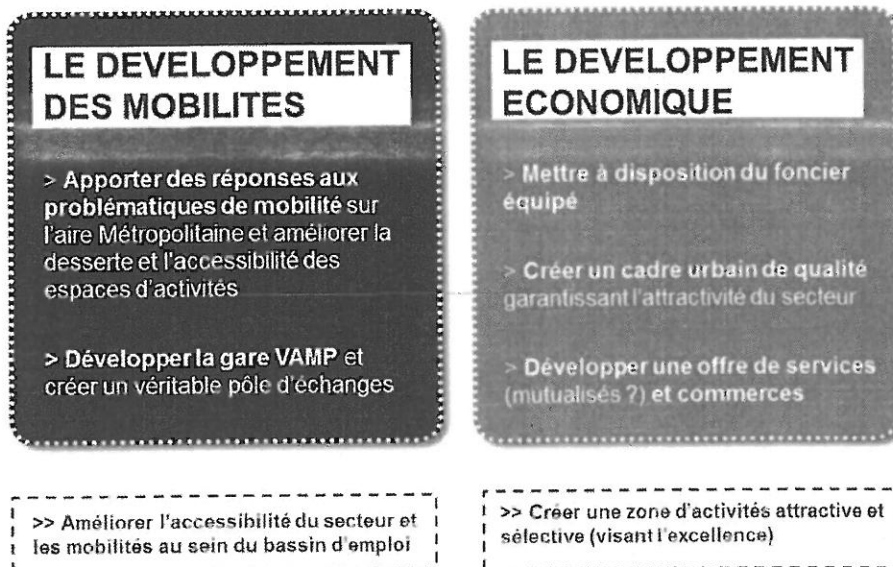 LE DEVELOPPEMENT
DES MOBILITES
> Apporter des réponses aux
problématiques de mobilité sur
l'aire Métropolitaine et améliorer la
desserte et l'accessibilité des
espaces d'activités
> Développer la gare VAMP et
créer un véritable pôle d'échanges
>> Améliorer l'accessibilité du secteur et
les mobilités au sein du bassin d'emploi
LE DEVELOPPEMENT
ECONOMIQUE
> Mettre à disposition du foncier
équipé
> Créer un cadre urbain de qualité
garantissant l'attractivité du secteur
> Développer une offre de services
(mutualisés ?) et commerces
>> Créer une zone d'activités attractive et
sélective (visant l'excellence)